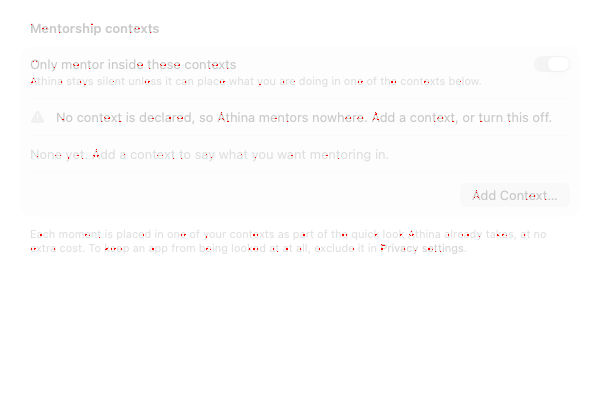 Mentorship contexts
Only mentor inside these contexts
Athina stays silent unless it can place what you are doing in one of the contexts below.
No context is declared, so Athina mentors nowhere. Add a context, or turn this off.
None yet. Add a context to say what you want mentoring in.
Add Context...
Each moment is placed in one of your contexts as part of the quick look Athina already takes, at no
extra cost. To keep an app from being looked at at all, exclude it in Privacy settings.